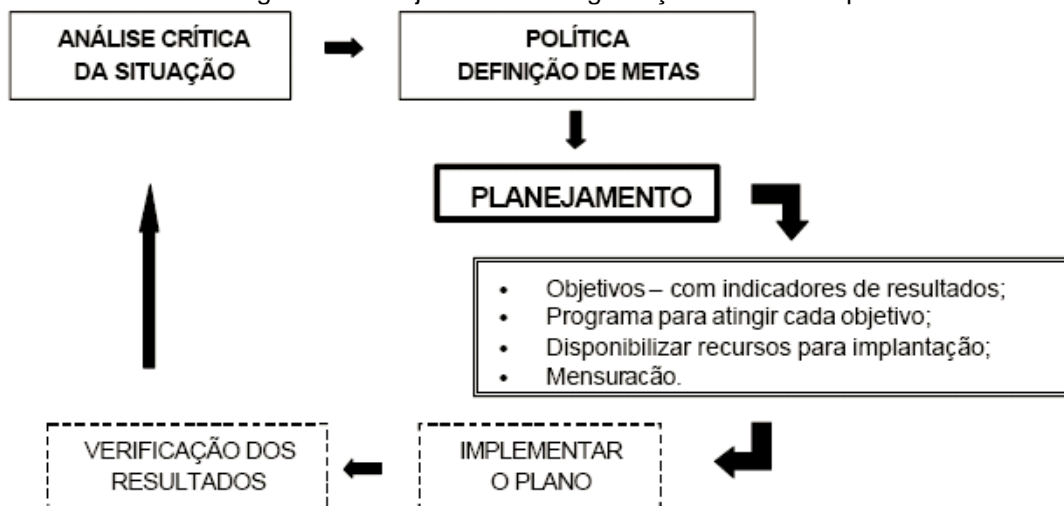 ANÁLISE CRÍTICA
DA SITUAÇÃO
POLÍTICA
DEFINIÇÃO DE METAS
PLANEJAMENTO
• Objetivos – com indicadores de resultados;
• Programa para atingir cada objetivo;
• Disponibilizar recursos para implantação;
• Mensuracão.
VERIFICAÇÃO DOS
RESULTADOS
IMPLEMENTAR
O PLANO